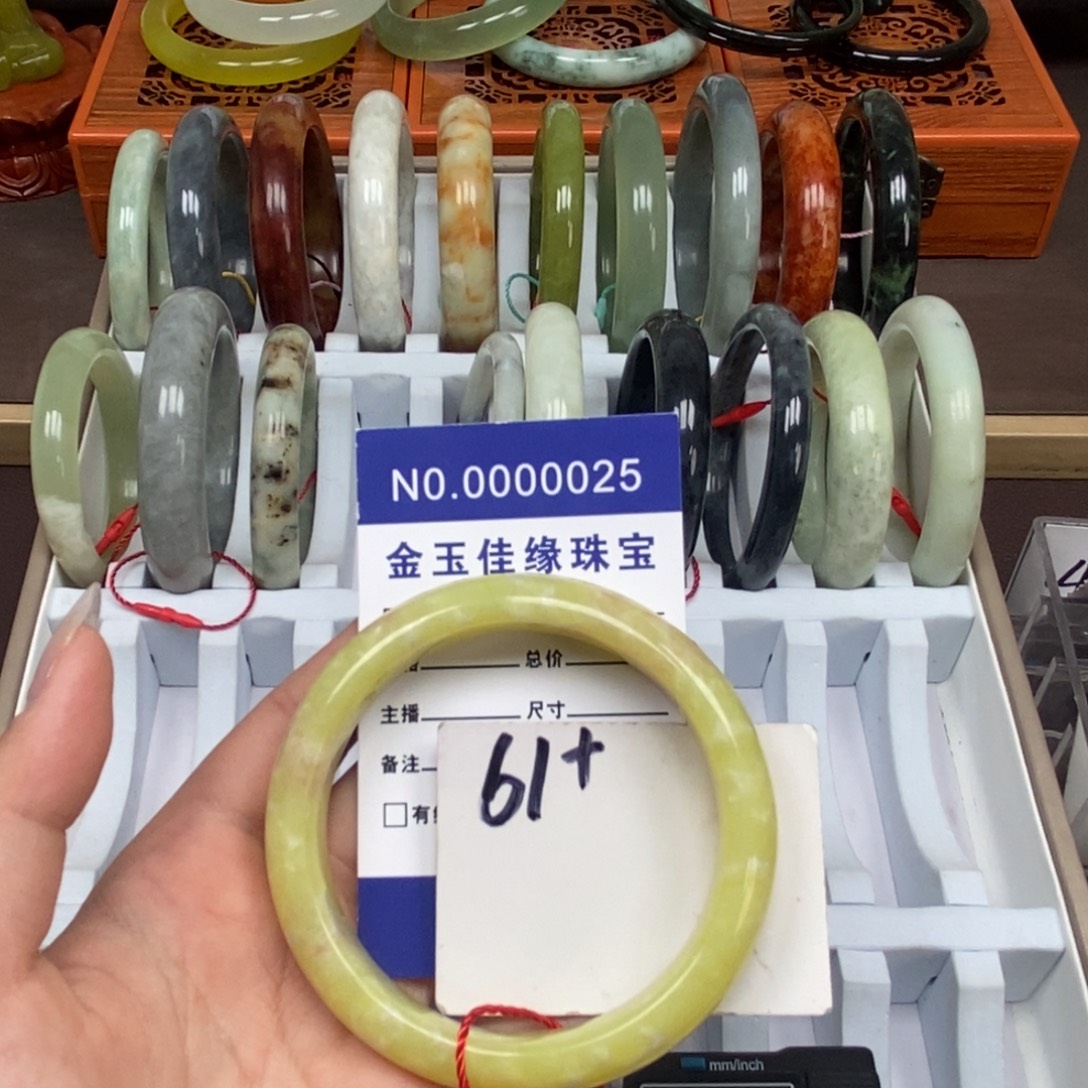 NO.0000025
金玉佳缘珠宝
总价
主播 尺寸
备注
有
61+
mm/inch